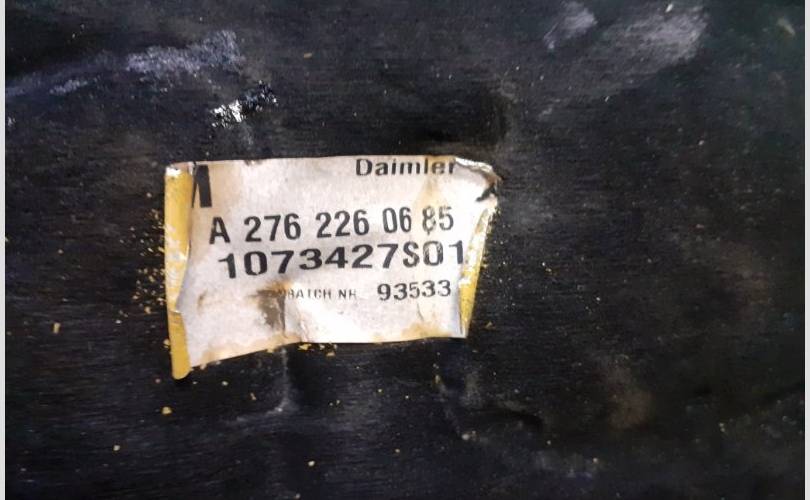 Daimler
A 276 226 06 85
1073427S01
BATCH NR 93533